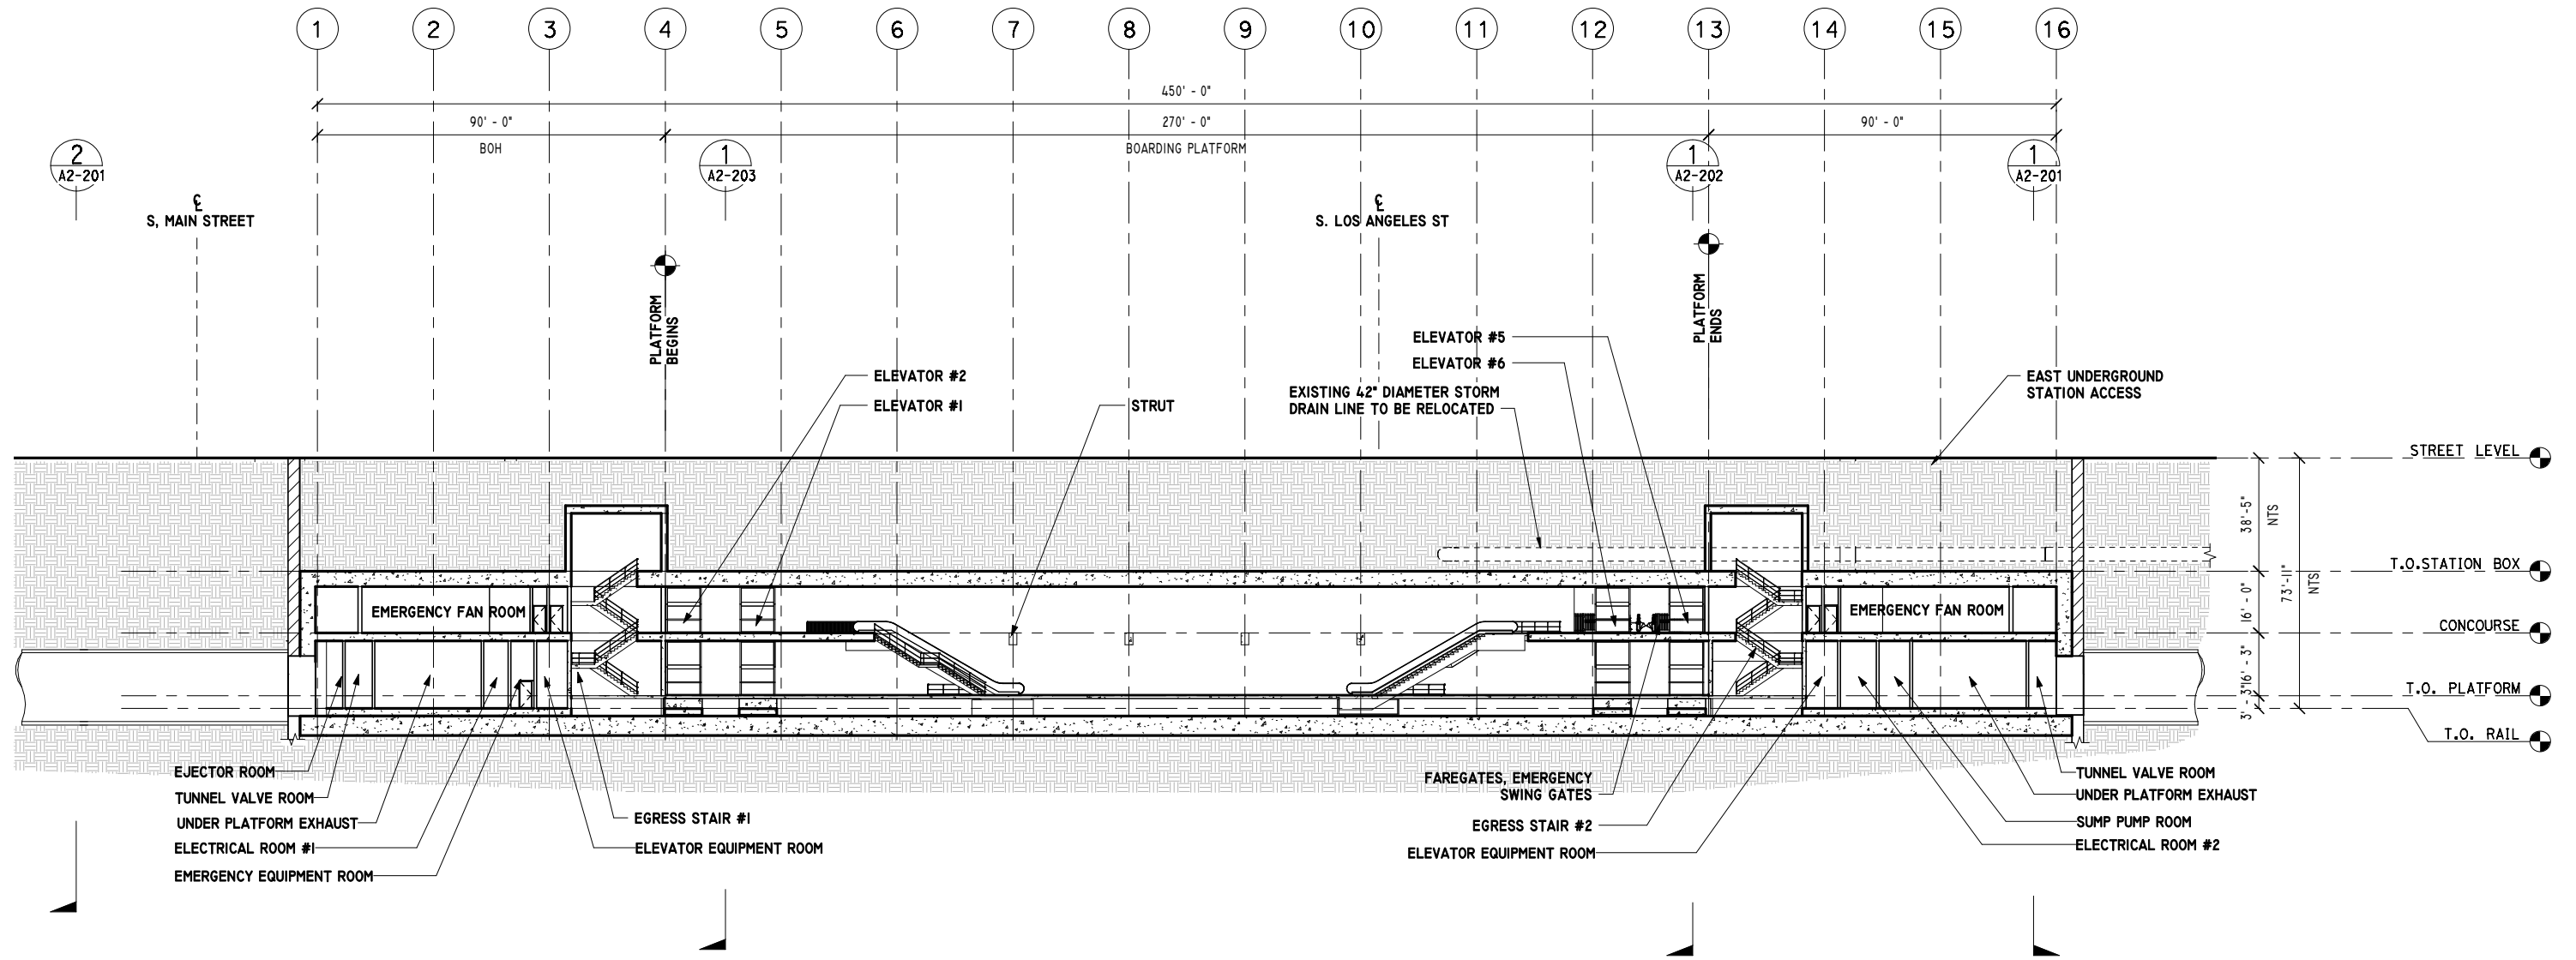 1 2 3 4 5 6 7 8 9 10 11 12 13 14 15 16
450' - 0"
90' - 0" 270' - 0" 90' - 0"
BOH BOARDING PLATFORM
2
A2-201
1
A2-203
1
A2-202
1
A2-201
℄
S, MAIN STREET
℄
S. LOS ANGELES ST
PLATFORM
BEGINS
PLATFORM
ENDS
ELEVATOR #5
ELEVATOR #6
ELEVATOR #2
ELEVATOR #1
STRUT
EXISTING 42" DIAMETER STORM
DRAIN LINE TO BE RELOCATED
EAST UNDERGROUND
STATION ACCESS
STREET LEVEL
38'-5"
NTS
T.O.STATION BOX
16' - 0"
73'-11"
NTS
CONCOURSE
16' - 3"
T.O. PLATFORM
3' - 3"
T.O. RAIL
EMERGENCY FAN ROOM
EMERGENCY FAN ROOM
EJECTOR ROOM
TUNNEL VALVE ROOM
UNDER PLATFORM EXHAUST
ELECTRICAL ROOM #1
EMERGENCY EQUIPMENT ROOM
EGRESS STAIR #1
ELEVATOR EQUIPMENT ROOM
FAREGATES, EMERGENCY
SWING GATES
EGRESS STAIR #2
ELEVATOR EQUIPMENT ROOM
TUNNEL VALVE ROOM
UNDER PLATFORM EXHAUST
SUMP PUMP ROOM
ELECTRICAL ROOM #2